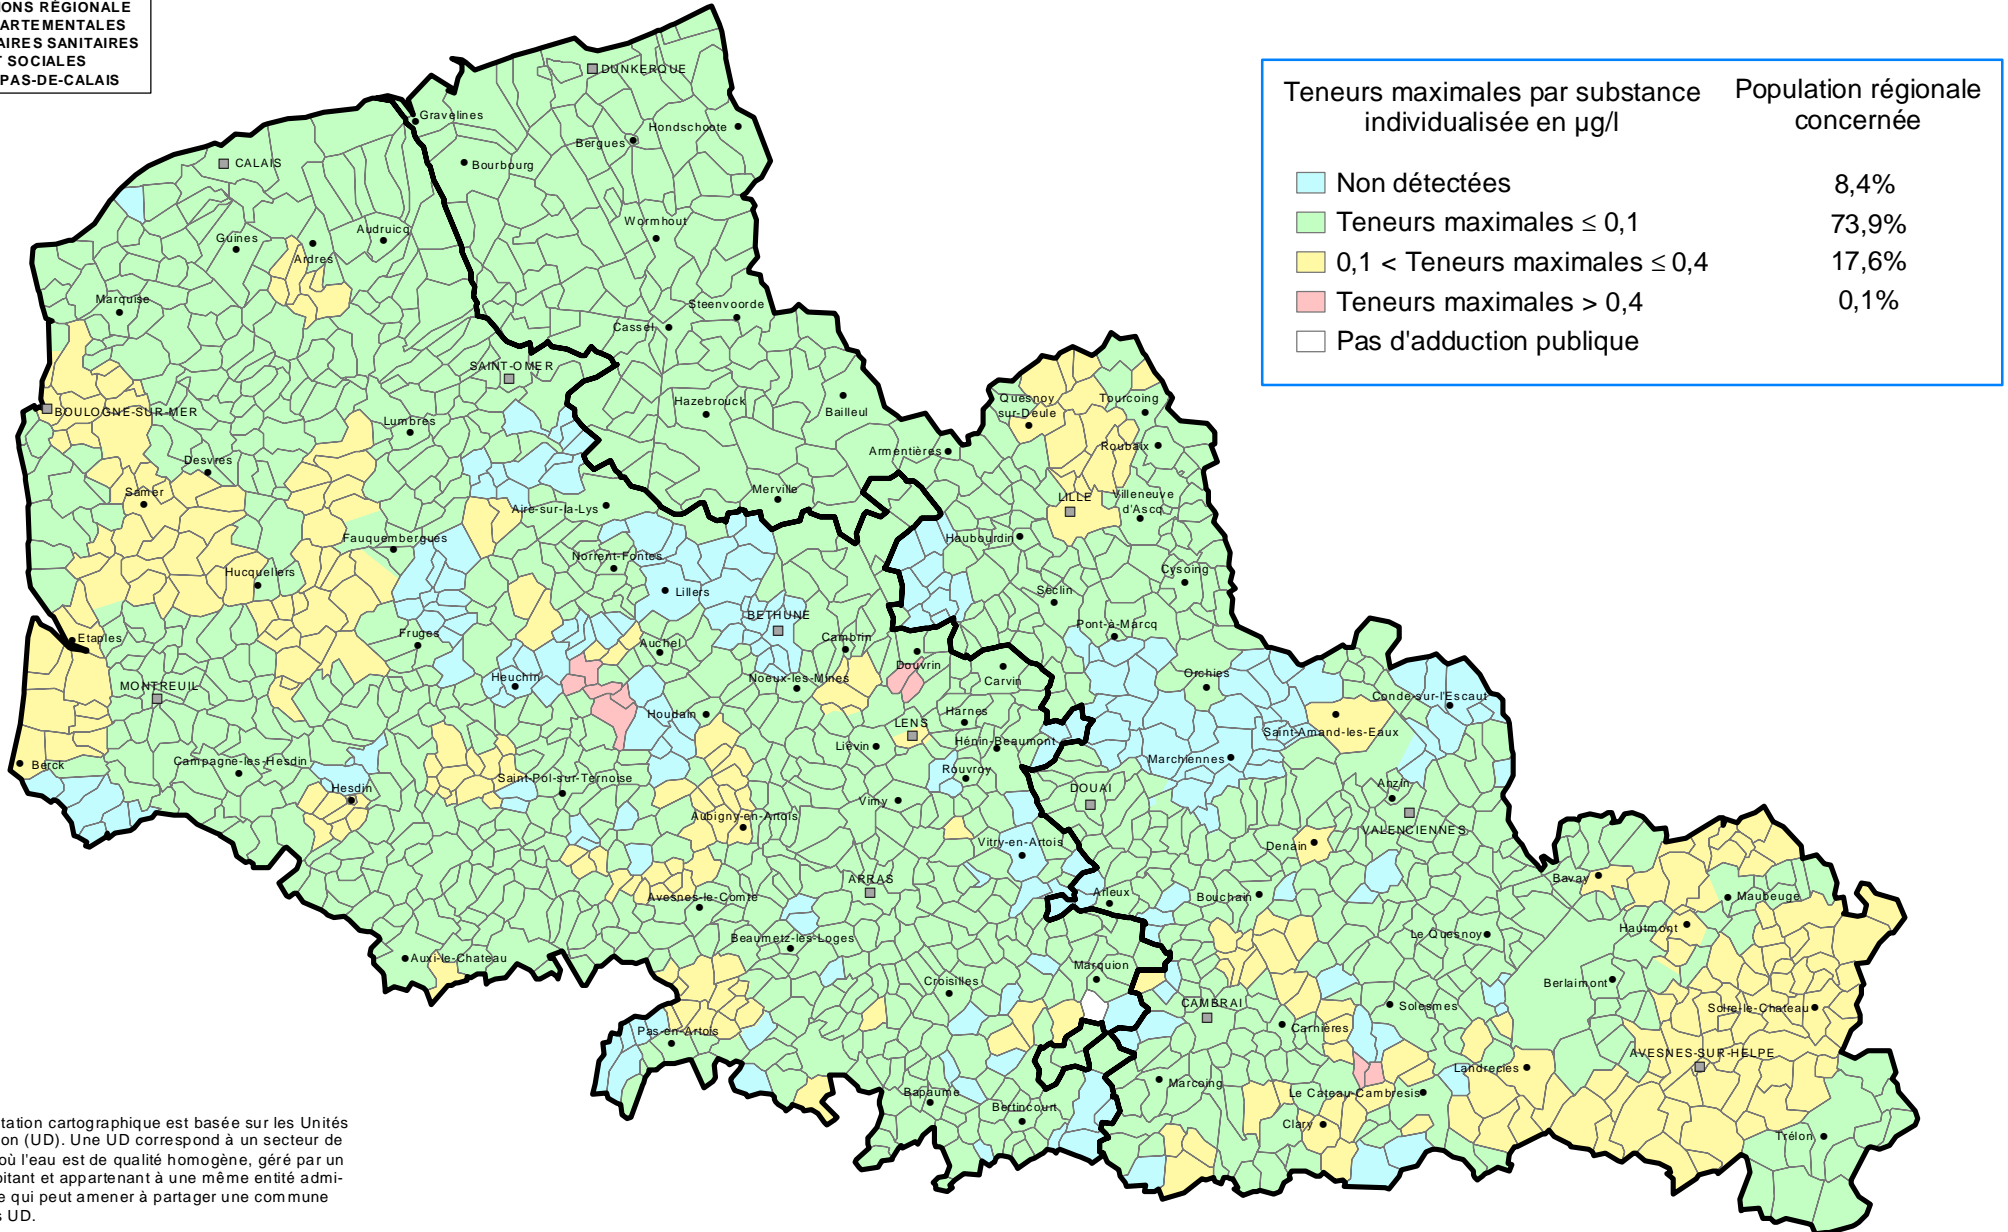 IONS RÉGIONALE
ARTEMENTALES
AIRES SANITAIRES
T SOCIALES
PAS-DE-CALAIS
Teneurs maximales par substance
individualisée en µg/l
Population régionale
concernée
Non détectées 8,4%
Teneurs maximales ≤ 0,1 73,9%
0,1 < Teneurs maximales ≤ 0,4 17,6%
Teneurs maximales > 0,4 0,1%
Pas d'adduction publique
DUNKERQUE
Gravelines
Hondschoote
Bergues
Bourbourg
CALAIS
Wormhout
Guînes
Audruicq
Ardres
Marquise
Steenvoorde
Cassel
SAINT-OMER
BOULOGNE-SUR-MER
Lumbres
Hazebrouck
Bailleul
Quesnoy
sur-Deule
Tourcoing
Roubaix
Armentières
Desvres
Samer
Merville
Aire-sur-la-Lys
LILLE
Villeneuve
d'Ascq
Fauquembergues
Haubourdin
Norrent-Fontes
Hucqueliers
Lillers
Cysoing
Seclin
BETHUNE
Pont-à-Marcq
Etaples
Fruges
Auchel
Cambrin
Douvrin
Carvin
Orchies
MONTREUIL
Heuchin
Noeux-les-Mines
Conde-sur-l'Escaut
Houdain
Harnes
LENS
Saint-Amand-les-Eaux
Liévin
Hénin-Beaumont
Berck
Campagne-les-Hesdin
Saint-Pol-sur-Ternoise
Rouvroy
Marchiennes
Hesdin
Vimy
DOUAI
Anzin
Aubigny-en-Artois
VALENCIENNES
Vitry-en-Artois
Denain
ARRAS
Bavay
Avesnes-le-Comte
Arleux
Bouchain
Maubeuge
Beaumetz-les-Loges
Le Quesnoy
Hautmont
Auxi-le-Chateau
Marquion
Croisilles
Berlaimont
CAMBRAI
Solesmes
Solre-le-Chateau
Pas-en-Artois
Carnières
AVESNES-SUR-HELPE
Landrecies
Marcoing
Le Cateau-Cambresis
Bapaume
Bertincourt
Clary
Trélon
tation cartographique est basée sur les Unités
on (UD). Une UD correspond à un secteur de
où l'eau est de qualité homogène, géré par un
oitant et appartenant à une même entité admi-
e qui peut amener à partager une commune
s UD.